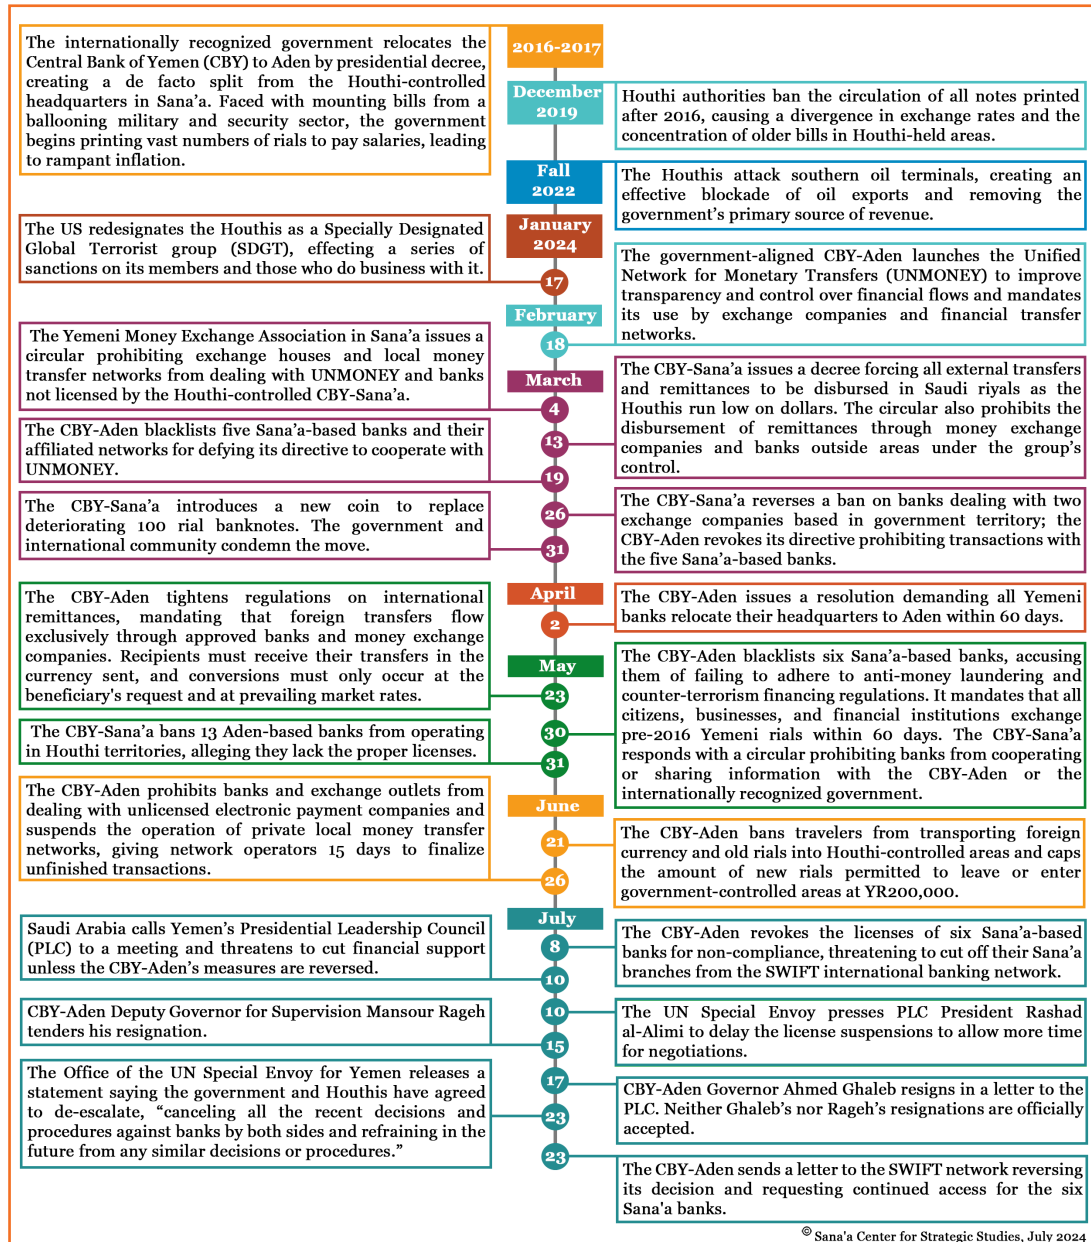 2016-2017
The internationally recognized government relocates the
Central Bank of Yemen (CBY) to Aden by presidential decree,
creating a de facto split from the Houthi-controlled
headquarters in Sana’a. Faced with mounting bills from a
ballooning military and security sector, the government
begins printing vast numbers of rials to pay salaries, leading
to rampant inflation.
December
2019
Houthi authorities ban the circulation of all notes printed
after 2016, causing a divergence in exchange rates and the
concentration of older bills in Houthi-held areas.
Fall
2022
The Houthis attack southern oil terminals, creating an
effective blockade of oil exports and removing the
government’s primary source of revenue.
January
2024
The US redesignates the Houthis as a Specially Designated
Global Terrorist group (SDGT), effecting a series of
sanctions on its members and those who do business with it.
17
February
The government-aligned CBY-Aden launches the Unified
Network for Monetary Transfers (UNMONEY) to improve
transparency and control over financial flows and mandates
its use by exchange companies and financial transfer
networks.
18
March
The Yemeni Money Exchange Association in Sana’a issues a
circular prohibiting exchange houses and local money
transfer networks from dealing with UNMONEY and banks
not licensed by the Houthi-controlled CBY-Sana’a.
4
The CBY-Sana’a issues a decree forcing all external transfers
and remittances to be disbursed in Saudi riyals as the
Houthis run low on dollars. The circular also prohibits the
disbursement of remittances through money exchange
companies and banks outside areas under the group’s
control.
13
The CBY-Aden blacklists five Sana’a-based banks and their
affiliated networks for defying its directive to cooperate with
UNMONEY.
19
The CBY-Sana’a reverses a ban on banks dealing with two
exchange companies based in government territory; the
CBY-Aden revokes its directive prohibiting transactions with
the five Sana’a-based banks.
26
The CBY-Sana’a introduces a new coin to replace
deteriorating 100 rial banknotes. The government and
international community condemn the move.
31
April
The CBY-Aden issues a resolution demanding all Yemeni
banks relocate their headquarters to Aden within 60 days.
2
May
The CBY-Aden tightens regulations on international
remittances, mandating that foreign transfers flow
exclusively through approved banks and money exchange
companies. Recipients must receive their transfers in the
currency sent, and conversions must only occur at the
beneficiary's request and at prevailing market rates.
23
The CBY-Aden blacklists six Sana’a-based banks, accusing
them of failing to adhere to anti-money laundering and
counter-terrorism financing regulations. It mandates that all
citizens, businesses, and financial institutions exchange
pre-2016 Yemeni rials within 60 days. The CBY-Sana’a
responds with a circular prohibiting banks from cooperating
or sharing information with the CBY-Aden or the
internationally recognized government.
30
The CBY-Sana’a bans 13 Aden-based banks from operating
in Houthi territories, alleging they lack the proper licenses.
31
June
The CBY-Aden bans travelers from transporting foreign
currency and old rials into Houthi-controlled areas and caps
the amount of new rials permitted to leave or enter
government-controlled areas at YR200,000.
21
The CBY-Aden prohibits banks and exchange outlets from
dealing with unlicensed electronic payment companies and
suspends the operation of private local money transfer
networks, giving network operators 15 days to finalize
unfinished transactions.
26
July
The CBY-Aden revokes the licenses of six Sana’a-based
banks for non-compliance, threatening to cut off their Sana’a
branches from the SWIFT international banking network.
8
Saudi Arabia calls Yemen’s Presidential Leadership Council
(PLC) to a meeting and threatens to cut financial support
unless the CBY-Aden’s measures are reversed.
10
The UN Special Envoy presses PLC President Rashad
al-Alimi to delay the license suspensions to allow more time
for negotiations.
10
CBY-Aden Deputy Governor for Supervision Mansour Rageh
tenders his resignation.
15
CBY-Aden Governor Ahmed Ghaleb resigns in a letter to the
PLC. Neither Ghaleb’s nor Rageh’s resignations are officially
accepted.
17
The Office of the UN Special Envoy for Yemen releases a
statement saying the government and Houthis have agreed
to de-escalate, “canceling all the recent decisions and
procedures against banks by both sides and refraining in the
future from any similar decisions or procedures.”
23
The CBY-Aden sends a letter to the SWIFT network reversing
its decision and requesting continued access for the six
Sana'a banks.
23
© Sana'a Center for Strategic Studies, July 2024